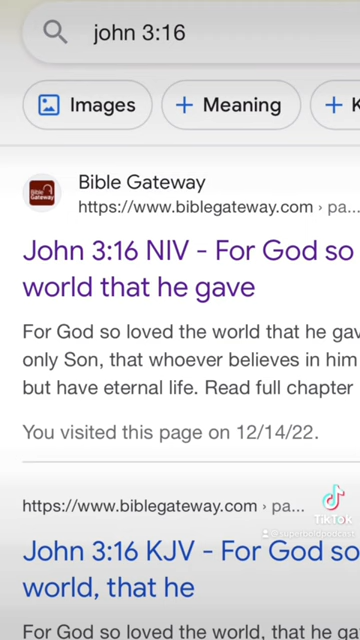 john 3:16
Images + Meaning + K
Bible Gateway
Bible Gateway
https://www.biblegateway.com › pa...
John 3:16 NIV - For God so
world that he gave
For God so loved the world that he gav
only Son, that whoever believes in him
but have eternal life. Read full chapter
You visited this page on 12/14/22.
https://www.biblegateway.com › pa...
TikTok
John 3:16 KJV - For God so
world, that he
For God so loved the world, that he ga